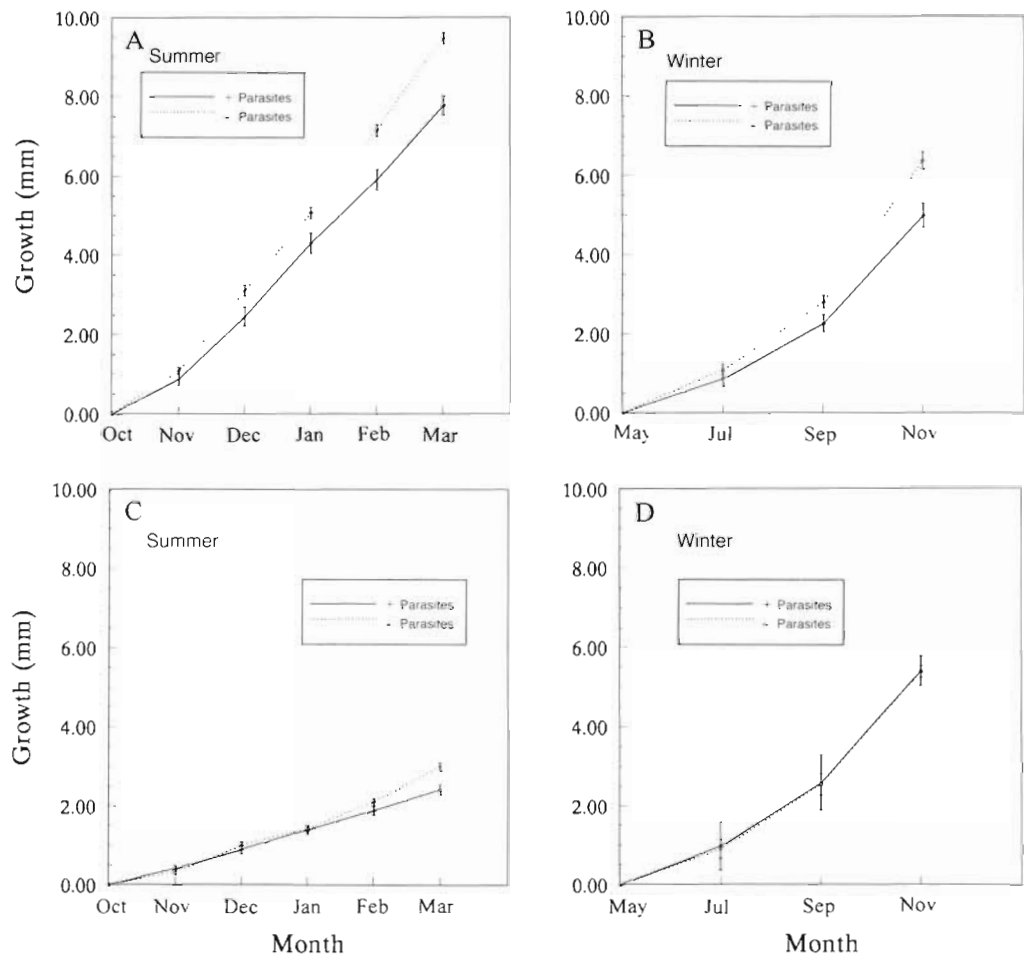 10.00
A
Summer
+ Parasites
- Parasites
8.00
6.00
4.00
2.00
0.00
Oct Nov Dec Jan Feb Mar
Growth (mm)
10.00
B
Winter
+ Parasites
- Parasites
8.00
6.00
4.00
2.00
0.00
May Jul Sep Nov
10.00
C
Summer
+ Parasites
- Parasites
8.00
6.00
4.00
2.00
0.00
Oct Nov Dec Jan Feb Mar
Growth (mm)
Month
10.00
D
Winter
+ Parasites
- Parasites
8.00
6.00
4.00
2.00
0.00
May Jul Sep Nov
Month